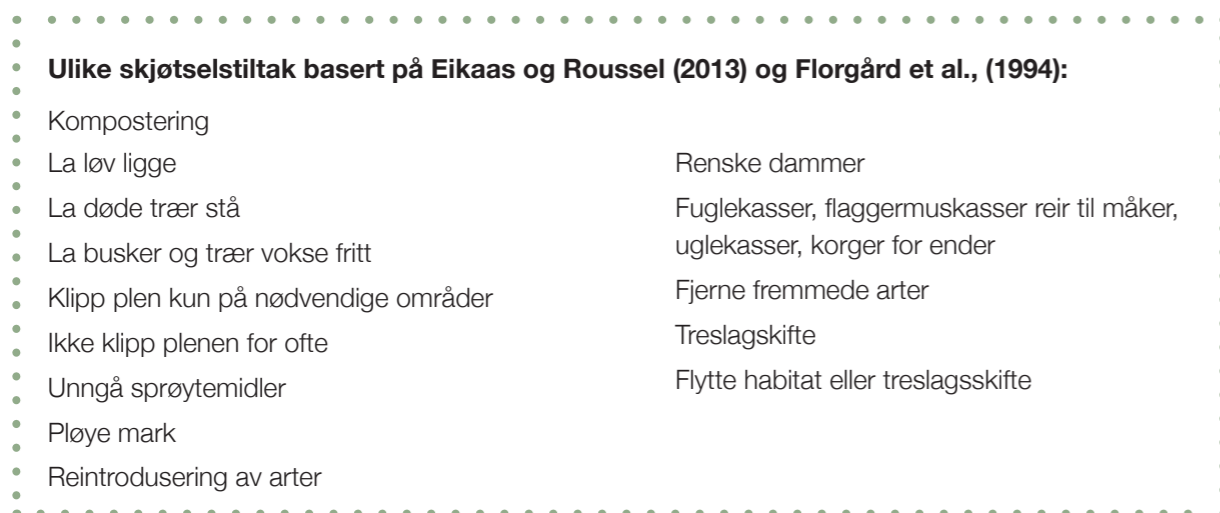 Ulike skjøtselstiltak basert på Eikaas og Roussel (2013) og Florgård et al., (1994):
Kompostering
La løv ligge
La døde trær stå
La busker og trær vokse fritt
Klipp plen kun på nødvendige områder
Ikke klipp plenen for ofte
Unngå sprøytemidler
Pløye mark
Reintrodusering av arter
Renske dammer
Fuglekasser, flaggermuskasser reir til måker,
uglekasser, korger for ender
Fjerne fremmede arter
Treslagskifte
Flytte habitat eller treslagsskifte